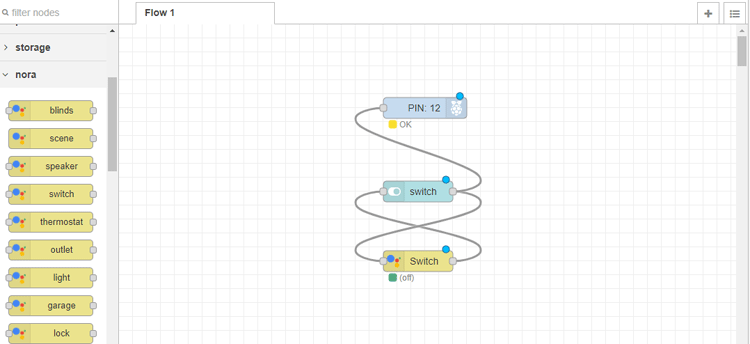 filter nodes
Flow 1
storage
nora
blinds
scene
speaker
switch
thermostat
outlet
light
garage
lock
PIN: 12
OK
switch
Switch
(off)